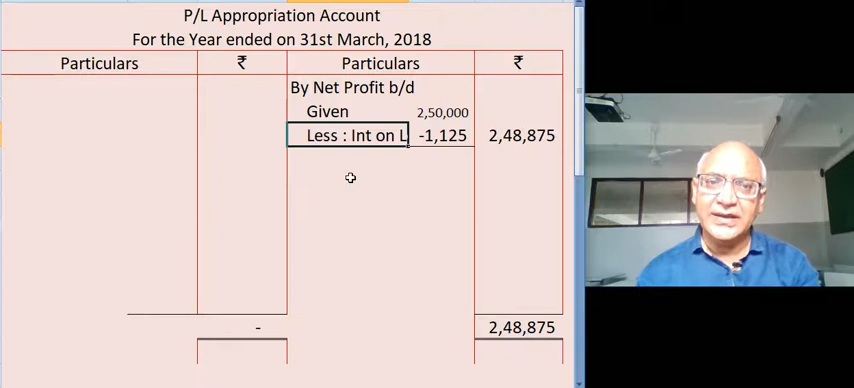 P/L Appropriation Account
For the Year ended on 31st March, 2018
Particulars ₹ Particulars ₹
By Net Profit b/d
Given 2,50,000
Less : Int on L -1,125 2,48,875
- 2,48,875